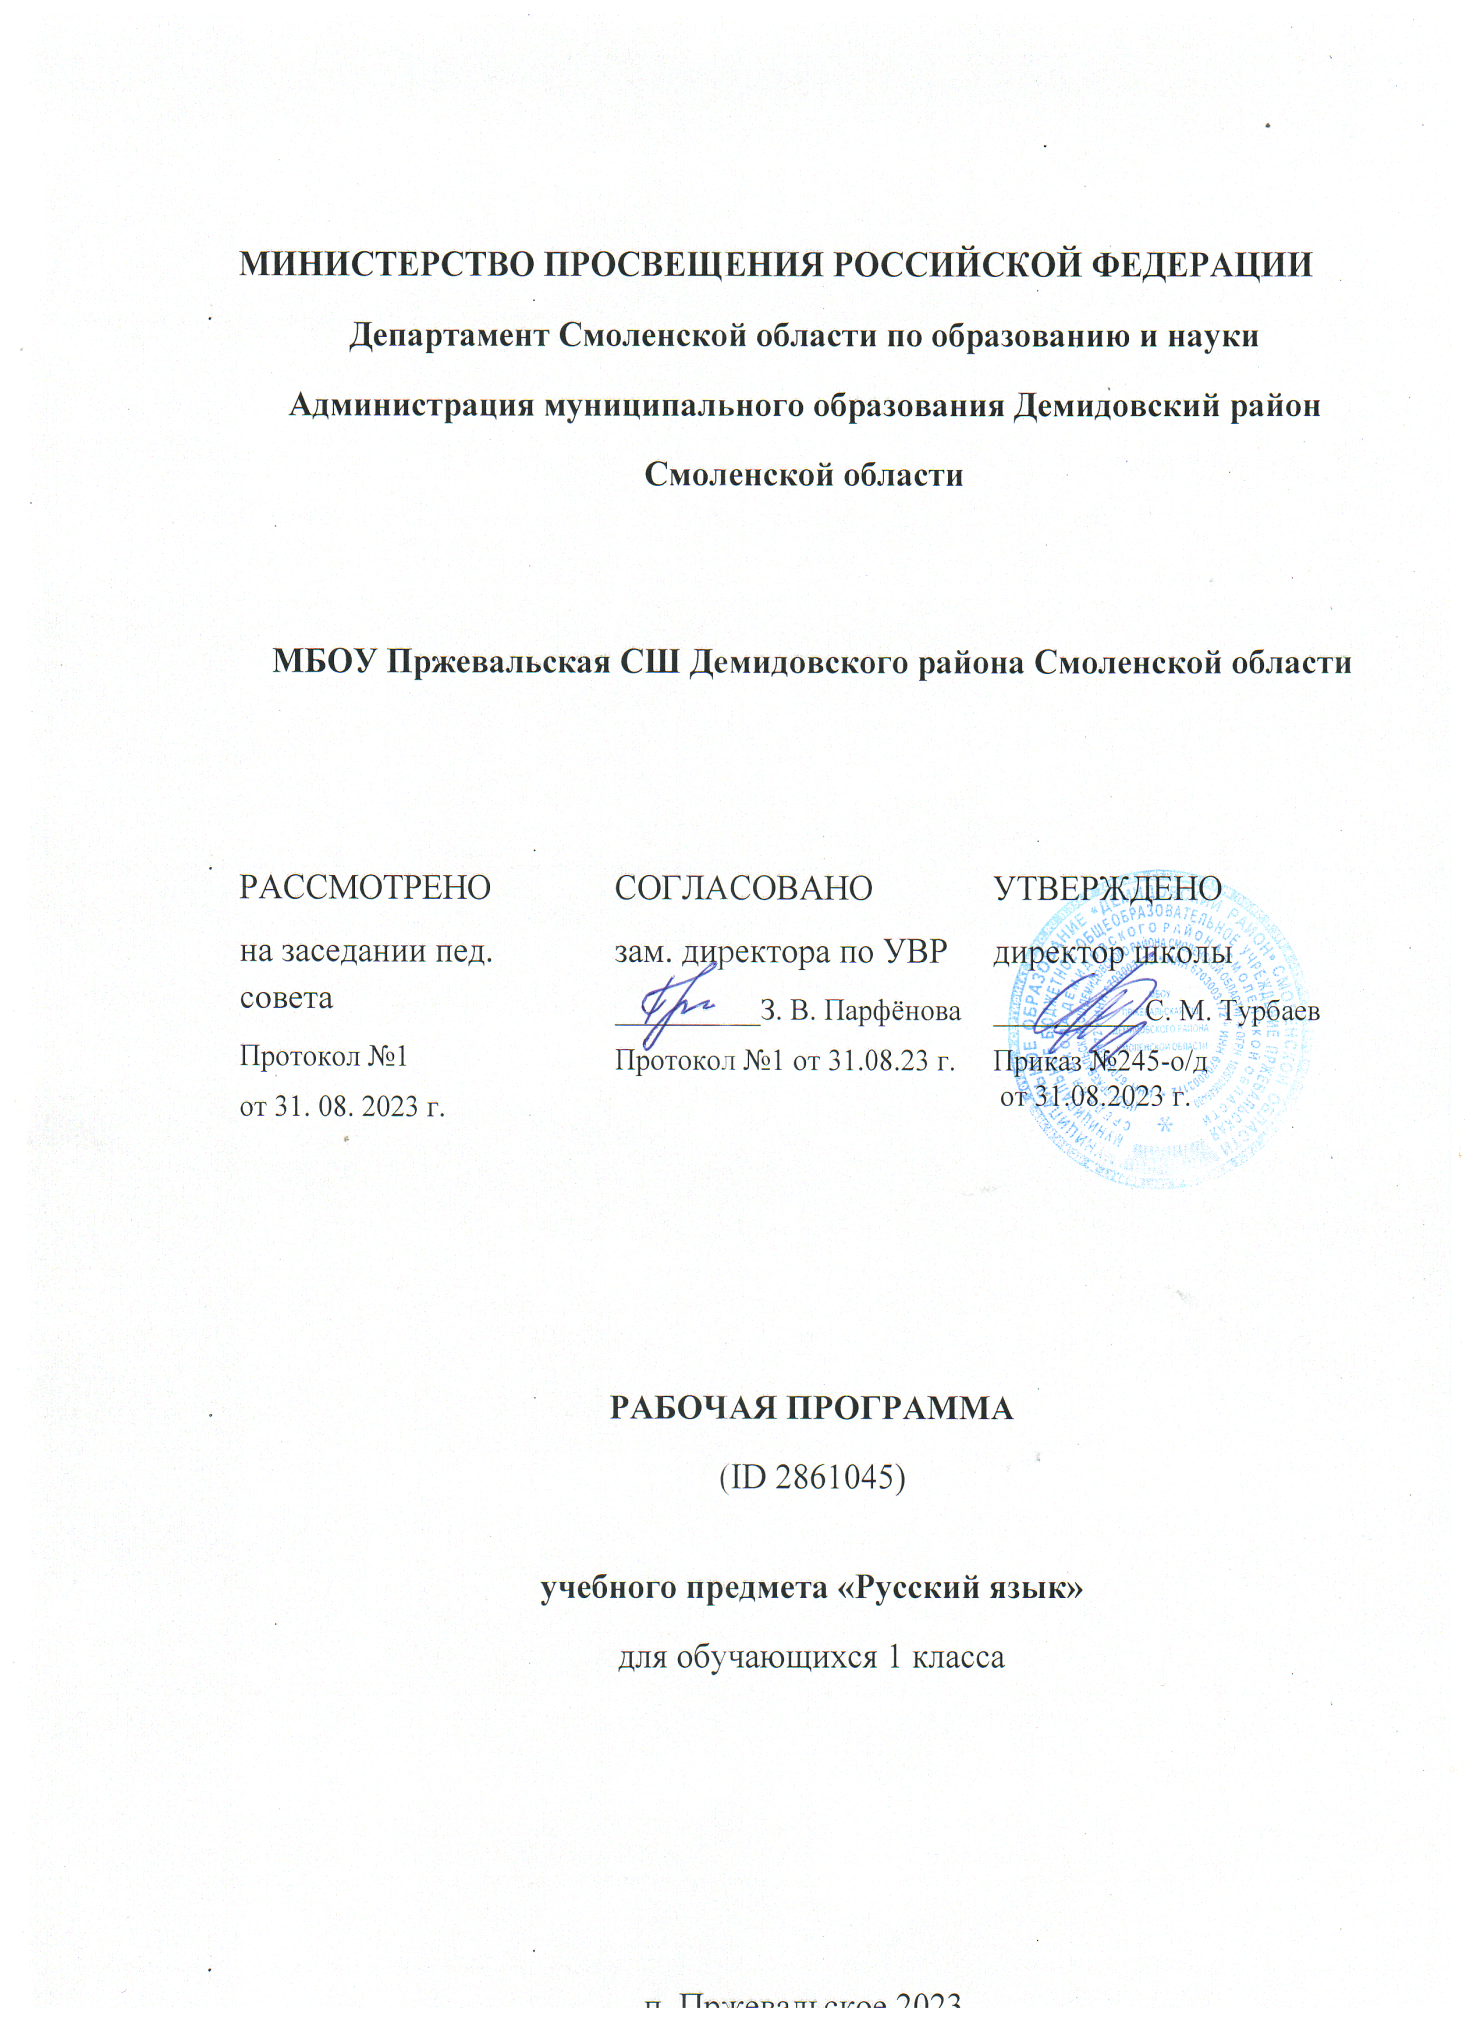 МИНИСТЕРСТВО ПРОСВЕЩЕНИЯ РОССИЙСКОЙ ФЕДЕРАЦИИ
Департамент Смоленской области по образованию и науки
Администрация муниципального образования Демидовский район
Смоленской области
МБОУ Пржевальская СШ Демидовского района Смоленской области
РАССМОТРЕНО
на заседании пед.
совета
Протокол №1
от 31. 08. 2023 г.
СОГЛАСОВАНО
зам. директора по УВР
З. В. Парфёнова
Протокол №1 от 31.08.23 г.
УТВЕРЖДЕНО
директор школы
С. М. Турбаев
Приказ №245-о/д
от 31.08.2023 г.
РАБОЧАЯ ПРОГРАММА
(ID 2861045)
учебного предмета «Русский язык»
для обучающихся 1 класса
п. Пржевальское 2023